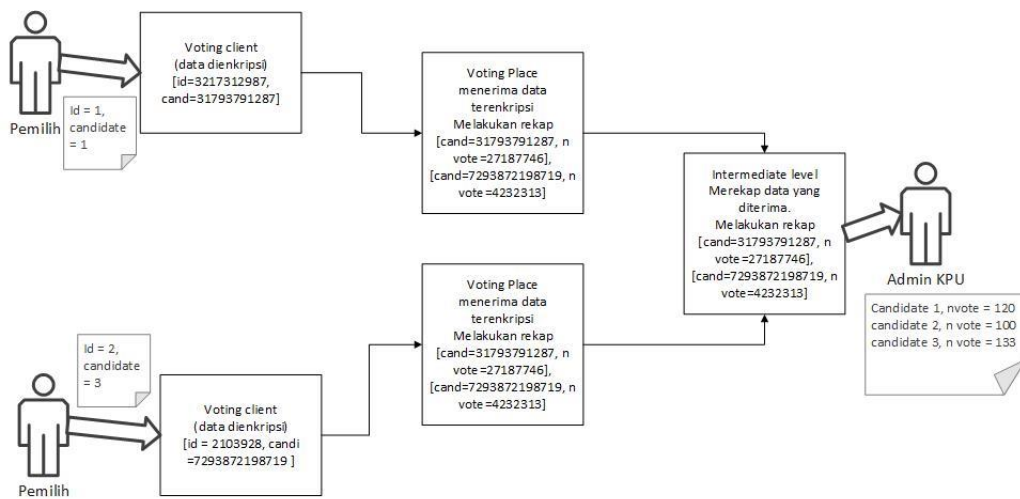 Pemilih
Id = 1,
candidate
= 1
Voting client
(data dienkripsi)
[id=3217312987,
cand=31793791287]
Voting Place
menerima data
terenkripsi
Melakukan rekap
[cand=31793791287, n
vote=27187746],
[cand=7293872198719, n
vote=4232313]
Intermediate level
Merekap data yang
diterima.
Melakukan rekap
[cand=31793791287, n
vote=27187746],
[cand=7293872198719, n
vote=4232313]
Admin KPU
Candidate 1, nvote = 120
candidate 2, n vote = 100
candidate 3, n vote = 133
Voting Place
menerima data
terenkripsi
Melakukan rekap
[cand=31793791287, n
vote=27187746],
[cand=7293872198719, n
vote=4232313]
Id = 2,
candidate
= 3
Voting client
(data dienkripsi)
[id = 2103928, candi
=7293872198719 ]
Pemilih